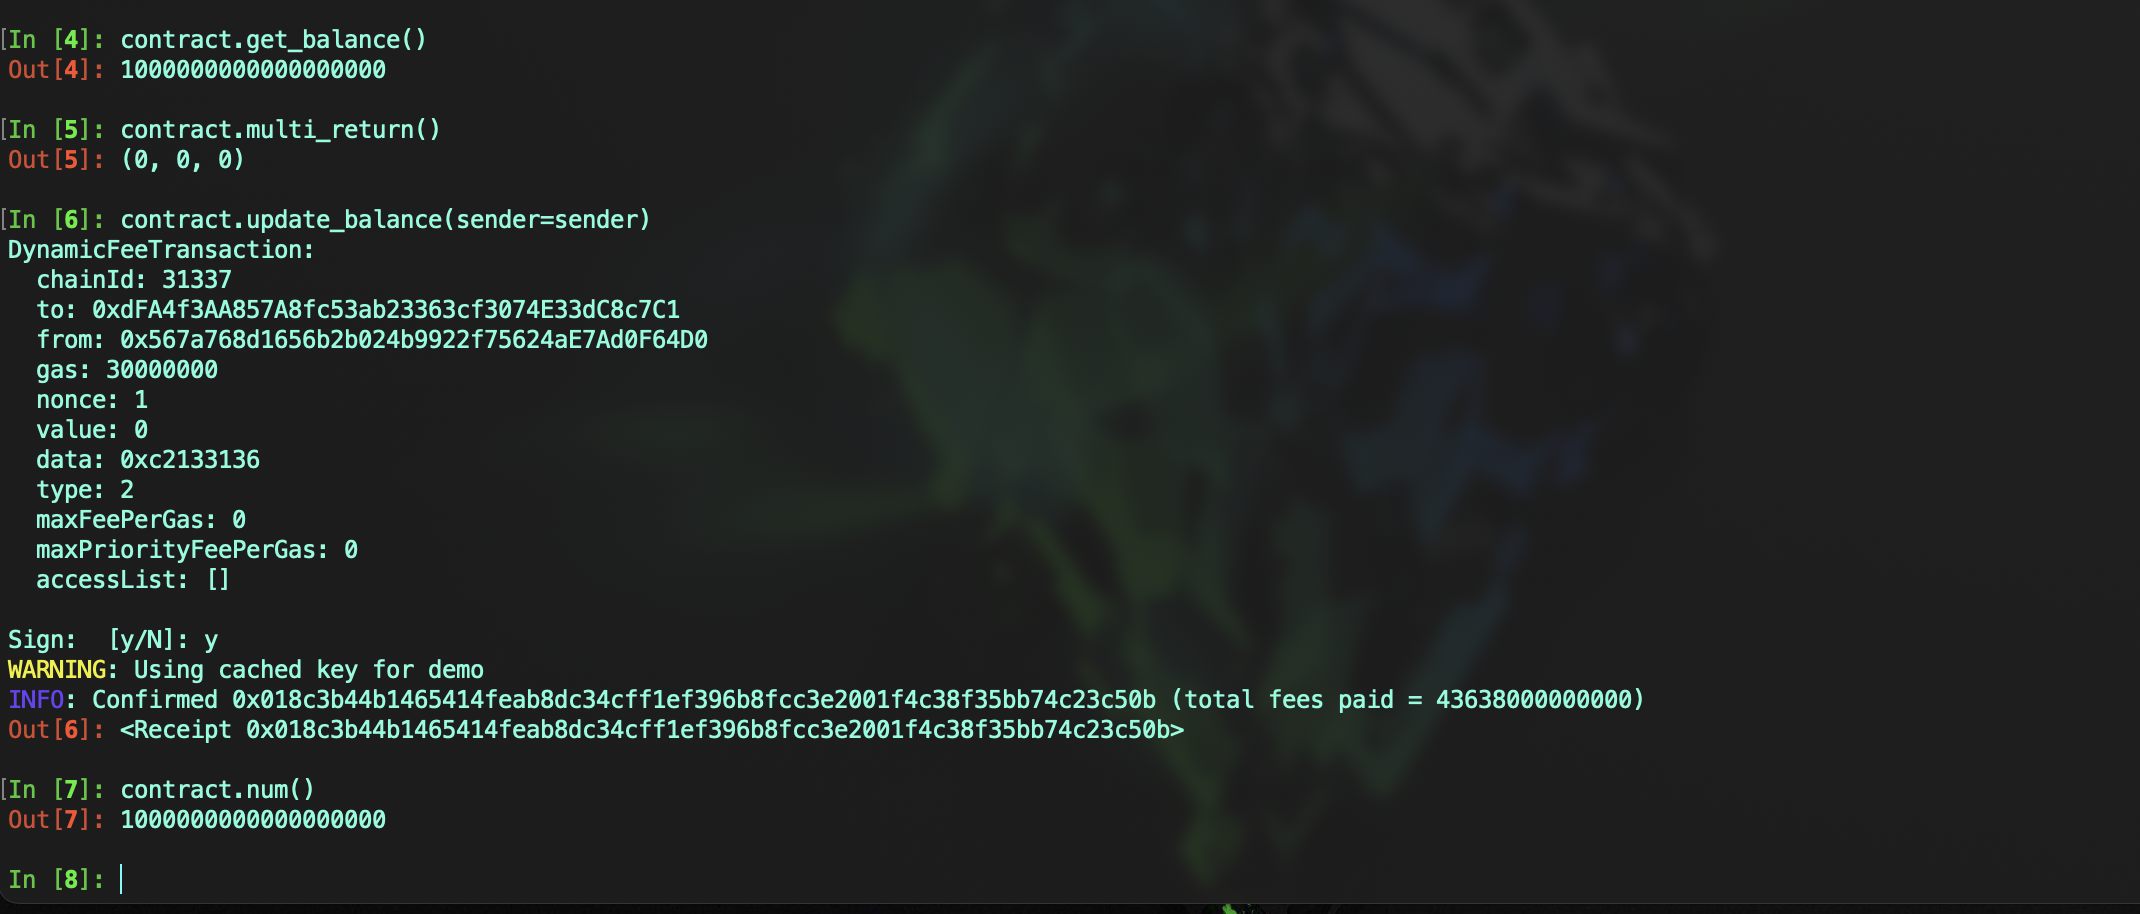 [In [4]: contract.get_balance()
Out[4]: 1000000000000000000
[In [5]: contract.multi_return()
Out[5]: (0, 0, 0)
[In [6]: contract.update_balance(sender=sender)
DynamicFeeTransaction:
chainId: 31337
to: 0xdFA4f3AA857A8fc53ab23363cf3074E33dC8c7C1
from: 0x567a768d1656b2b024b9922f75624aE7Ad0F64D0
gas: 30000000
nonce: 1
value: 0
data: 0xc2133136
type: 2
maxFeePerGas: 0
maxPriorityFeePerGas: 0
accessList: []
Sign:  [y/N]: y
WARNING: Using cached key for demo
INFO: Confirmed 0x018c3b44b1465414feab8dc34cff1ef396b8fcc3e2001f4c38f35bb74c23c50b (total fees paid = 43638000000000)
Out[6]: <Receipt 0x018c3b44b1465414feab8dc34cff1ef396b8fcc3e2001f4c38f35bb74c23c50b>
[In [7]: contract.num()
Out[7]: 1000000000000000000
In [8]: